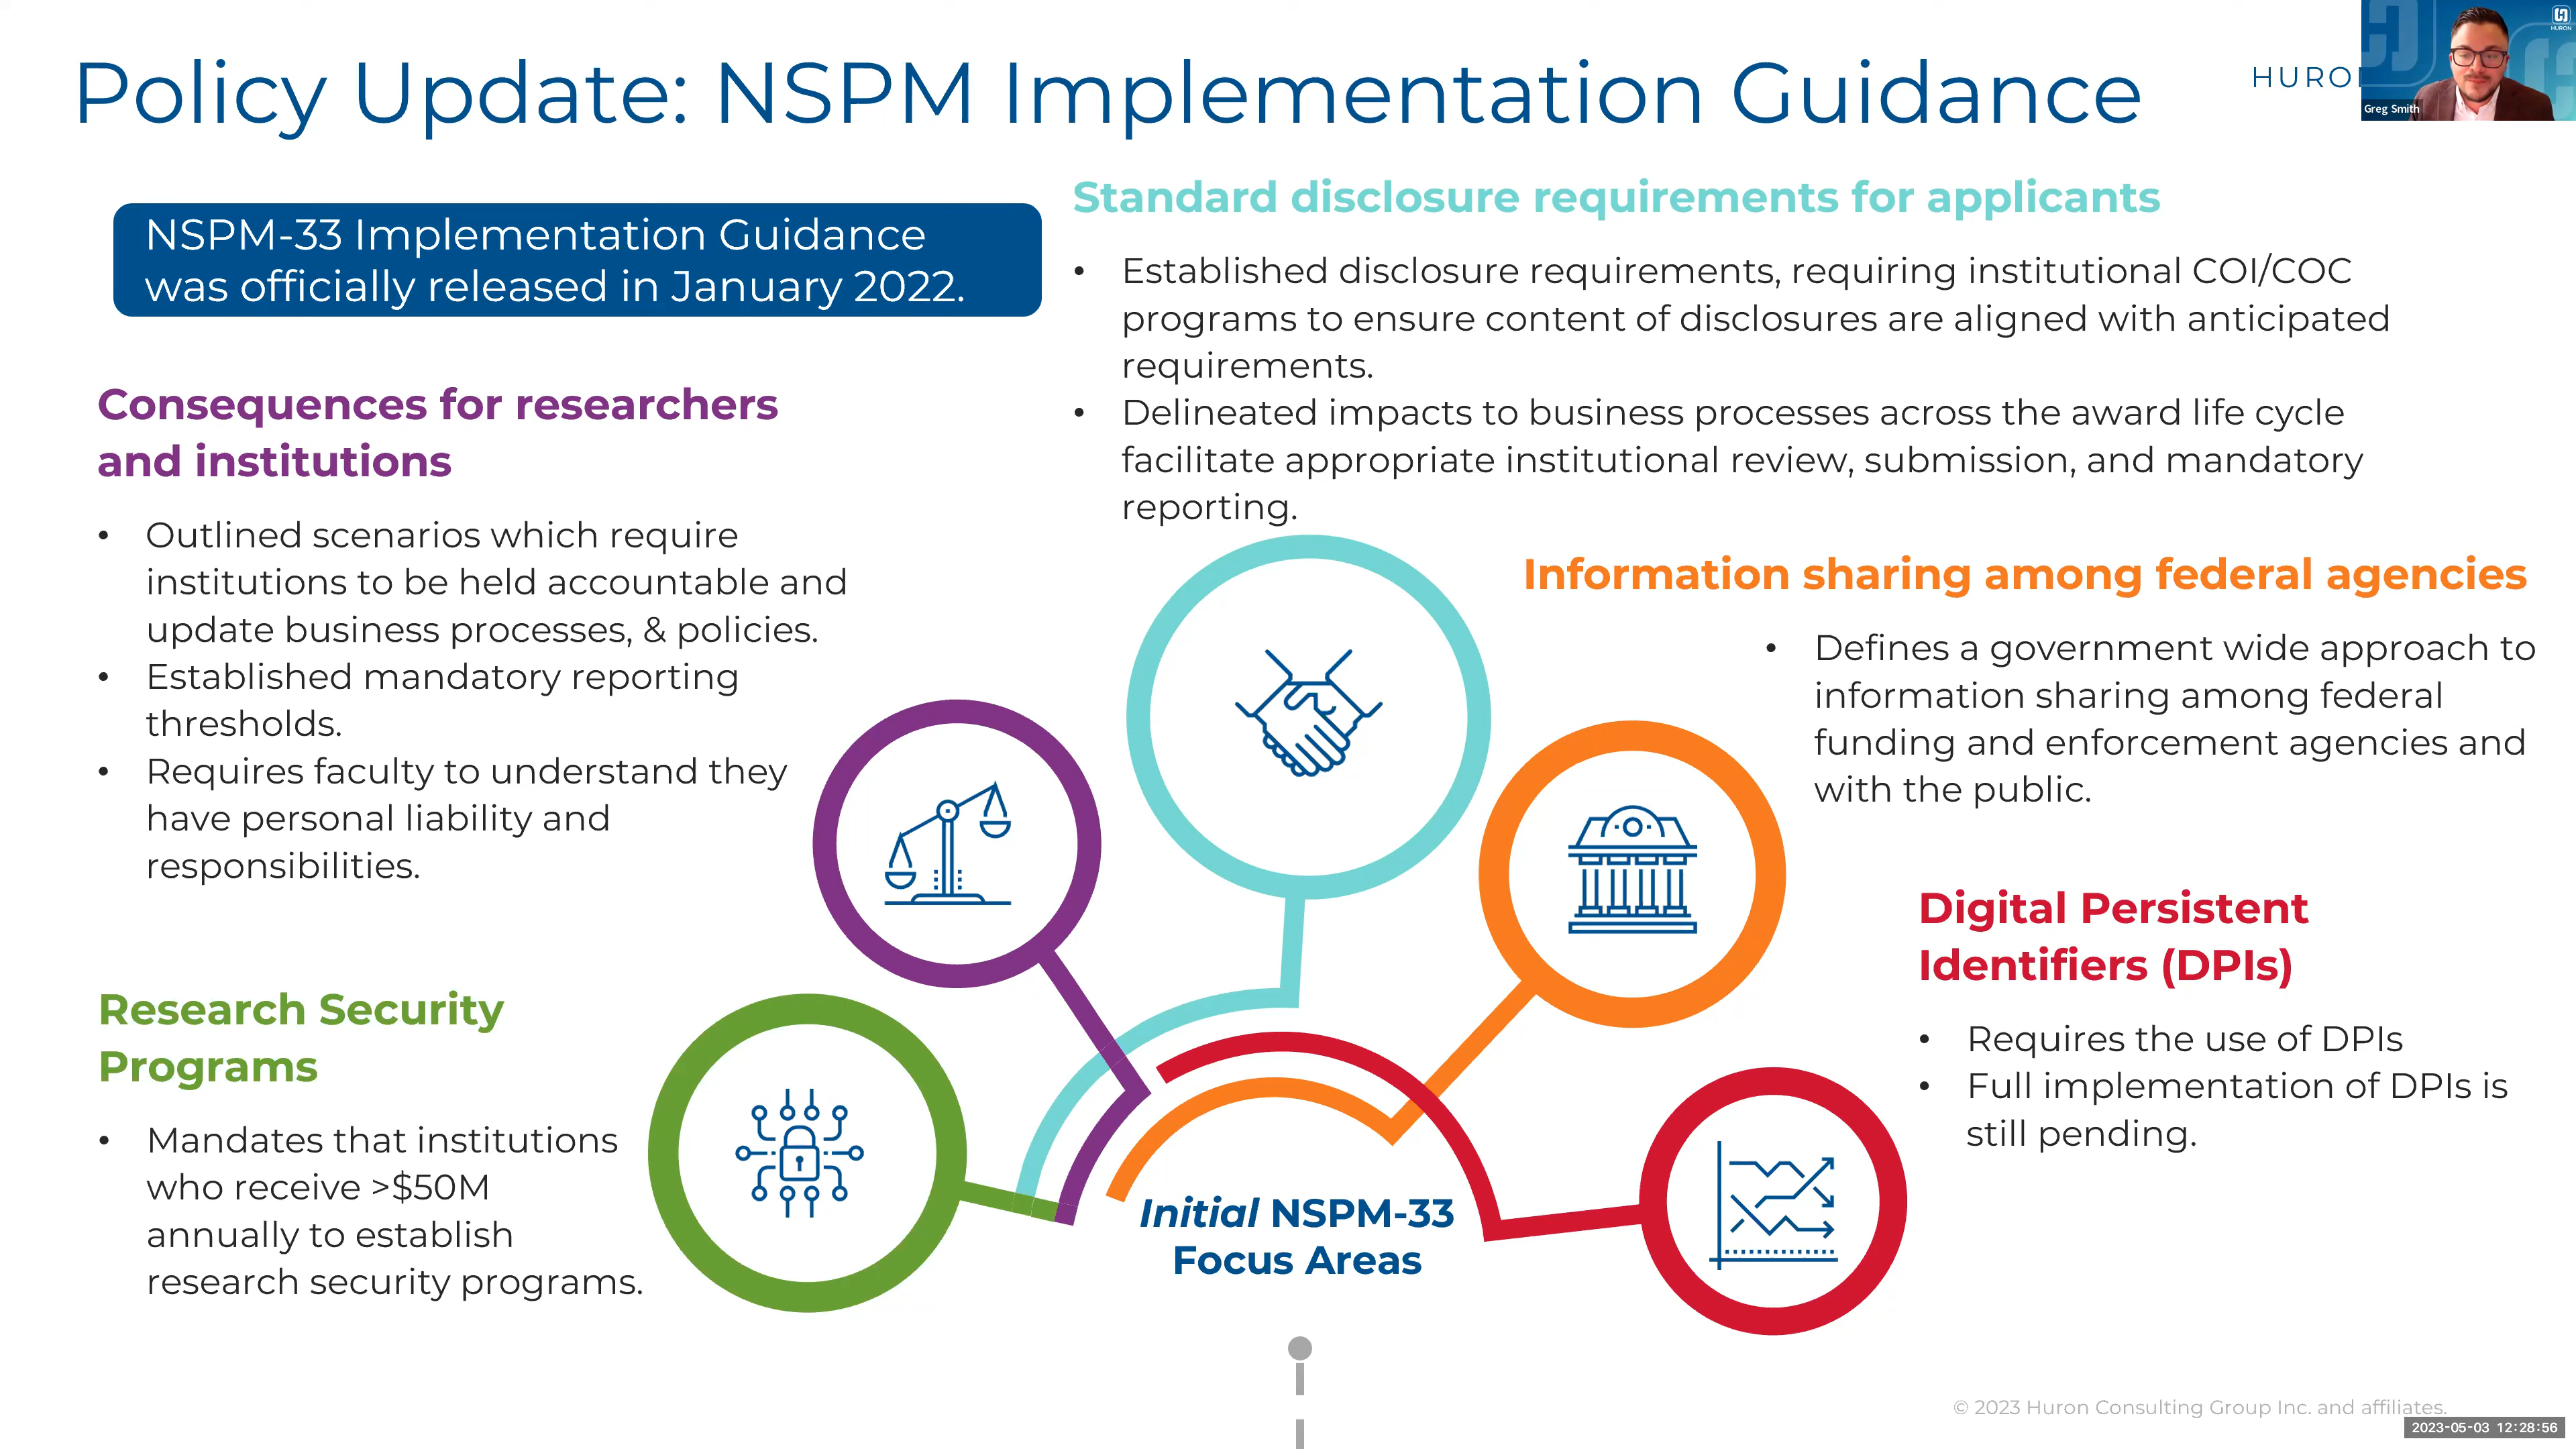 Policy Update: NSPM Implementation Guidance
HURON
Greg Smith
NSPM-33 Implementation Guidance
was officially released in January 2022.
Standard disclosure requirements for applicants
• Established disclosure requirements, requiring institutional COI/COC
programs to ensure content of disclosures are aligned with anticipated
requirements.
• Delineated impacts to business processes across the award life cycle
facilitate appropriate institutional review, submission, and mandatory
reporting.
Consequences for researchers
and institutions
• Outlined scenarios which require
institutions to be held accountable and
update business processes, & policies.
• Established mandatory reporting
thresholds.
• Requires faculty to understand they
have personal liability and
responsibilities.
Information sharing among federal agencies
• Defines a government wide approach to
information sharing among federal
funding and enforcement agencies and
with the public.
Digital Persistent
Identifiers (DPIs)
• Requires the use of DPIs
• Full implementation of DPIs is
still pending.
Research Security
Programs
• Mandates that institutions
who receive >$50M
annually to establish
research security programs.
Initial NSPM-33
Focus Areas
© 2023 Huron Consulting Group Inc. and affiliates.
2023-05-03 12:28:56